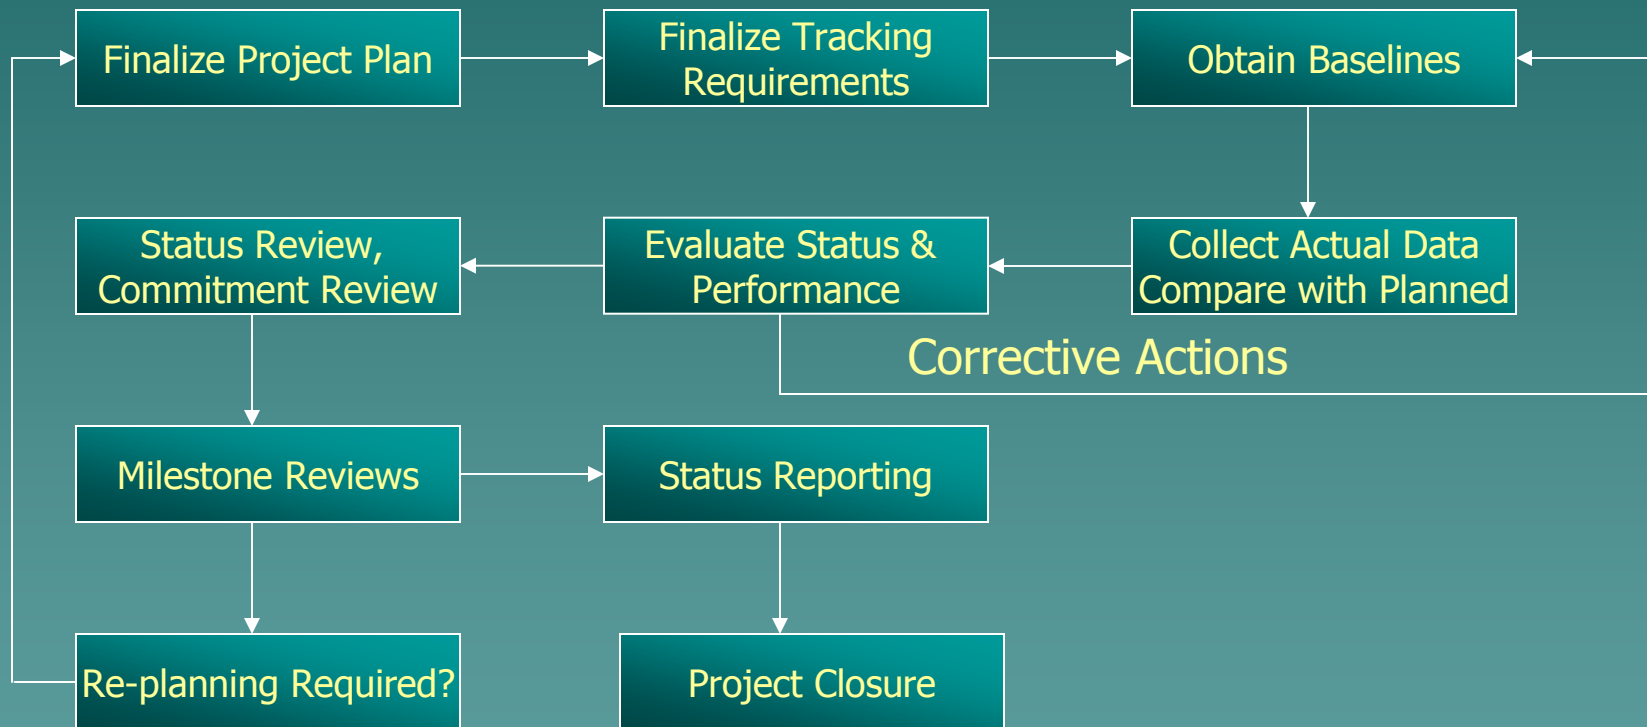 Finalize Project Plan
Finalize Tracking
Requirements
Obtain Baselines
Status Review,
Commitment Review
Evaluate Status &
Performance
Collect Actual Data
Compare with Planned
Corrective Actions
Milestone Reviews
Status Reporting
Re-planning Required?
Project Closure